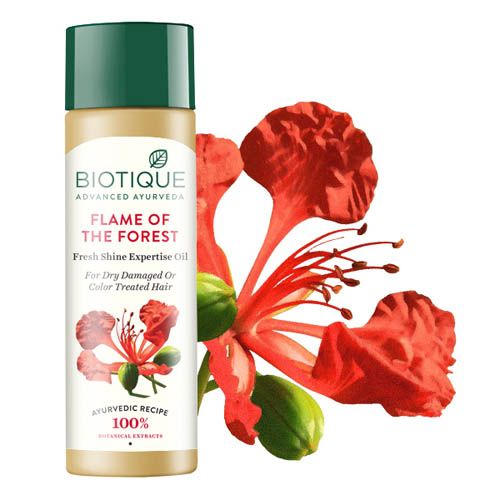 BIOTIQUE
ADVANCED AYURVEDA
FLAME OF
THE FOREST
Fresh Shine Expertise Oil
For Dry Damaged Or
Color Treated Hair
AYURVEDIC RECIPE
100%
BOTANICAL EXTRACTS